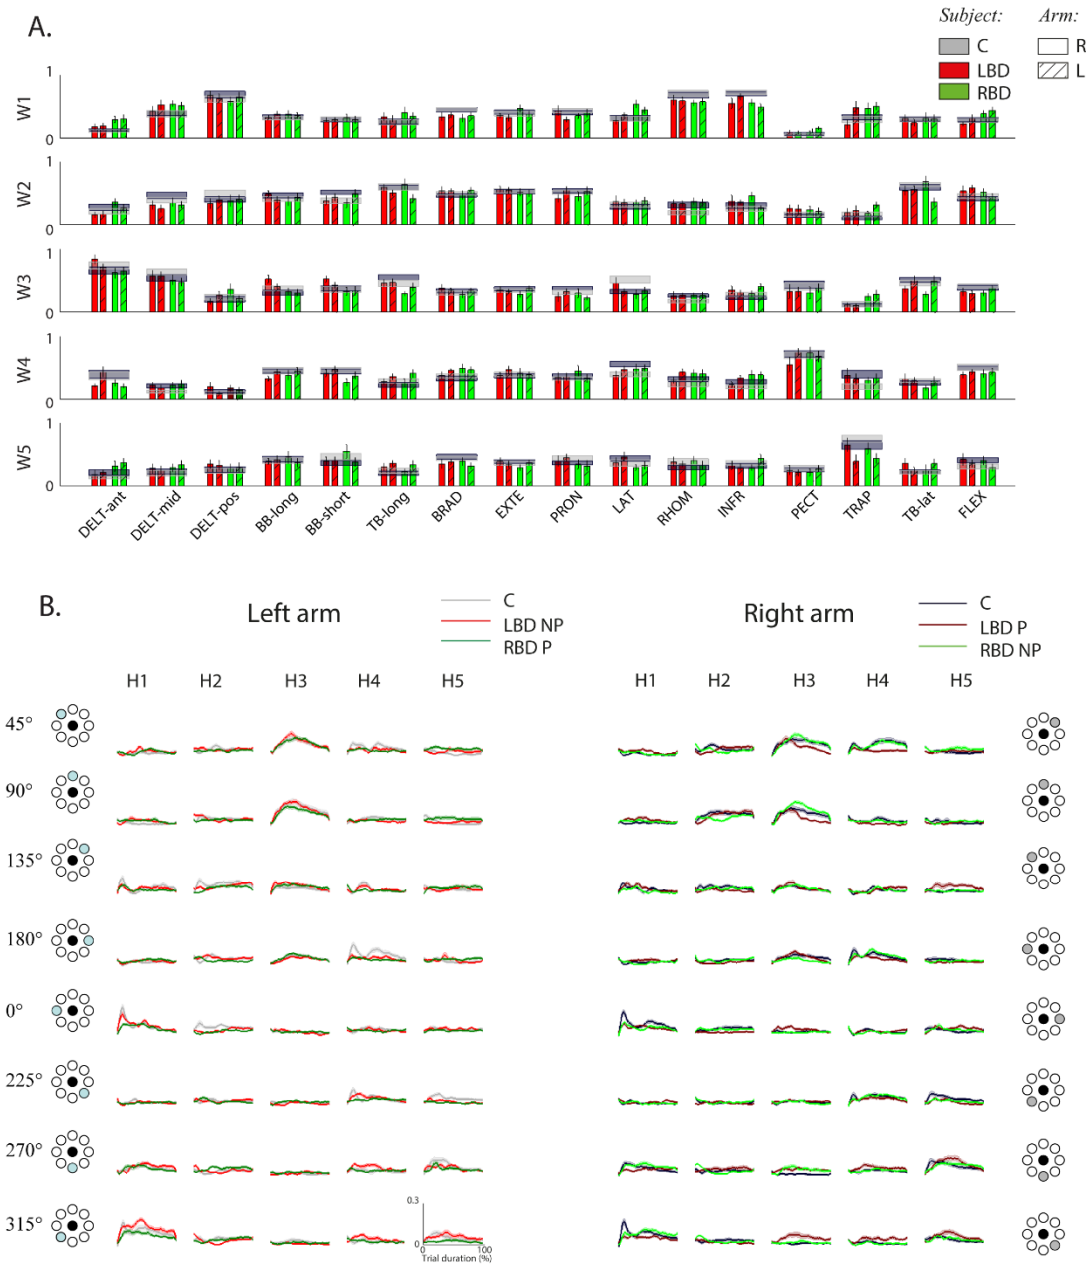 A.
Subject: Arm:
C R
LBD L
RBD
W1 1 0
W2 1 0
W3 1 0
W4 1 0
W5 1 0
DELT-ant DELT-mid DELT-pos BB-long BB-short TB-long BRAD EXTE PRON LAT RHOM INFR PECT TRAP TB-lat FLEX
B.
Left arm
C
LBD NP
RBD P
Right arm
C
LBD P
RBD NP
H1 H2 H3 H4 H5 H1 H2 H3 H4 H5
45°
90°
135°
180°
0°
225°
270°
315°
0.3
0
0 100
Trial duration (%)